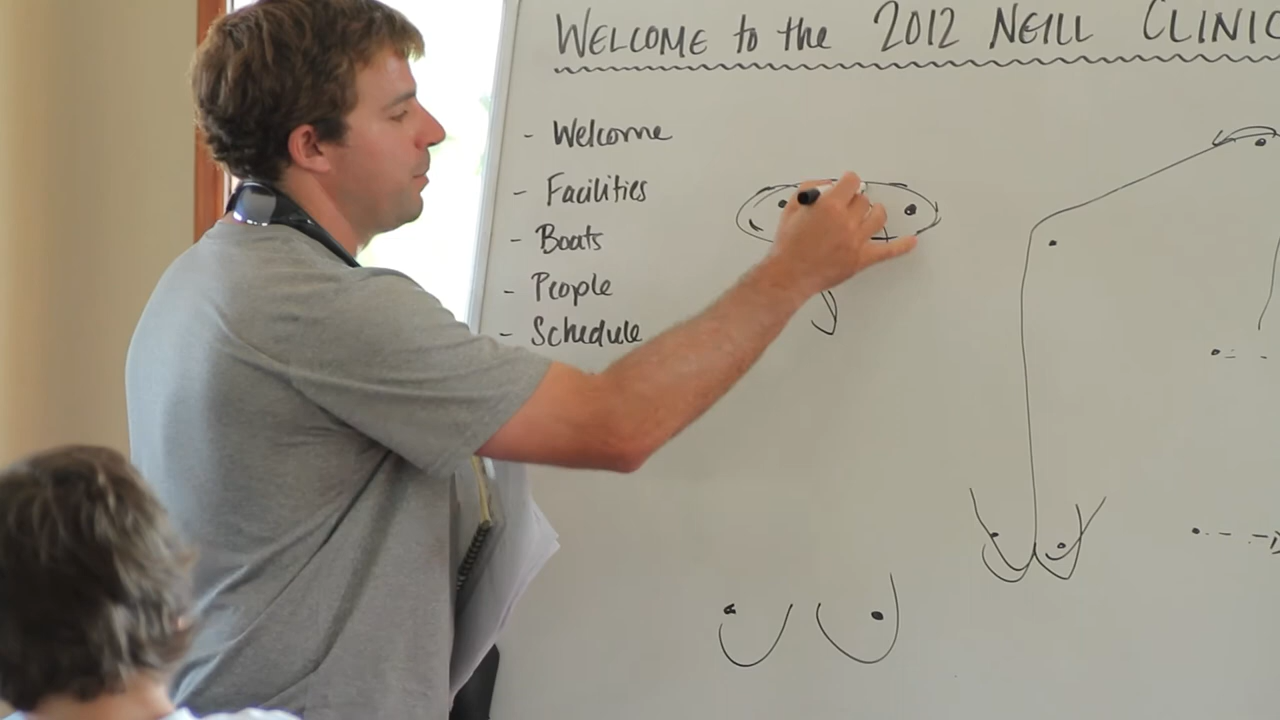 WELCOME to the 2012 NEILL CLINIC
- Welcome
- Facilities
- Boats
- People
- Schedule